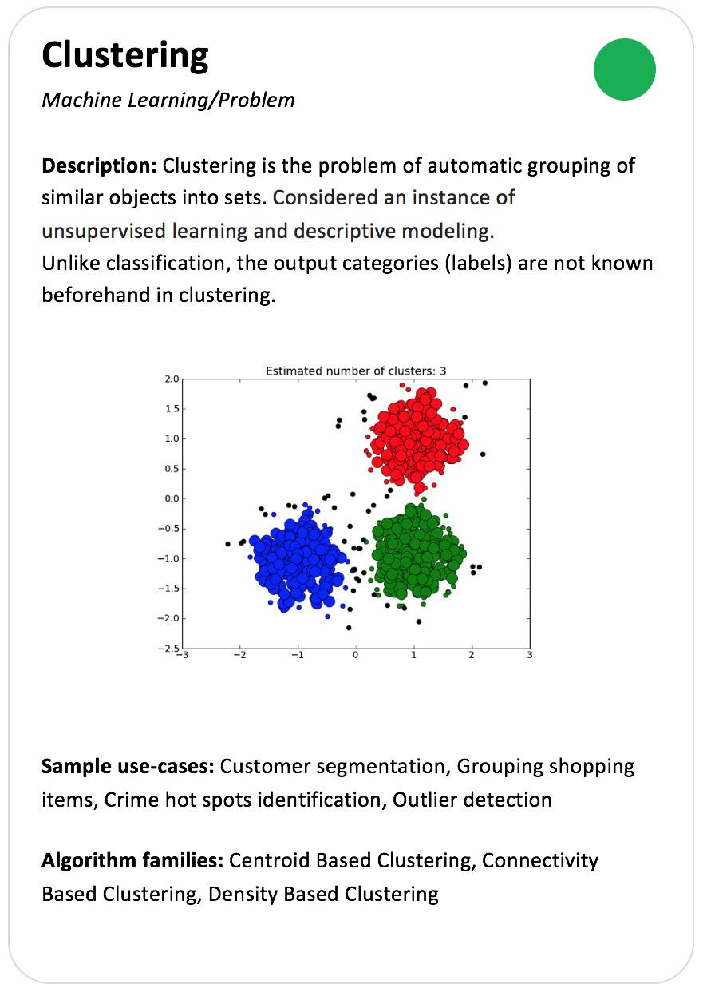 Clustering
Machine Learning/Problem
Description: Clustering is the problem of automatic grouping of
similar objects into sets. Considered an instance of
unsupervised learning and descriptive modeling.
Unlike classification, the output categories (labels) are not known
beforehand in clustering.
Estimated number of clusters: 3
2.0
1.5
1.0
0.5
0.0
−0.5
−1.0
−1.5
−2.0
−2.5
−3 −2 −1 0 1 2 3
Sample use-cases: Customer segmentation, Grouping shopping
items, Crime hot spots identification, Outlier detection
Algorithm families: Centroid Based Clustering, Connectivity
Based Clustering, Density Based Clustering